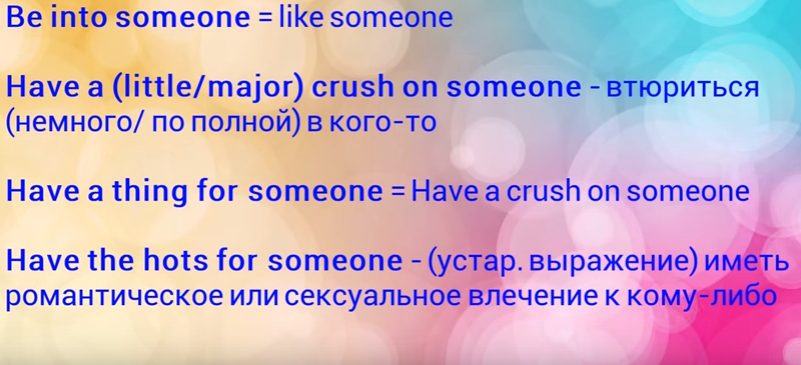 Be into someone = like someone
Have a (little/major) crush on someone - втюриться
(немного/ по полной) в кого-то
Have a thing for someone = Have a crush on someone
Have the hots for someone - (устар. выражение) иметь
романтическое или сексуальное влечение к кому-либо